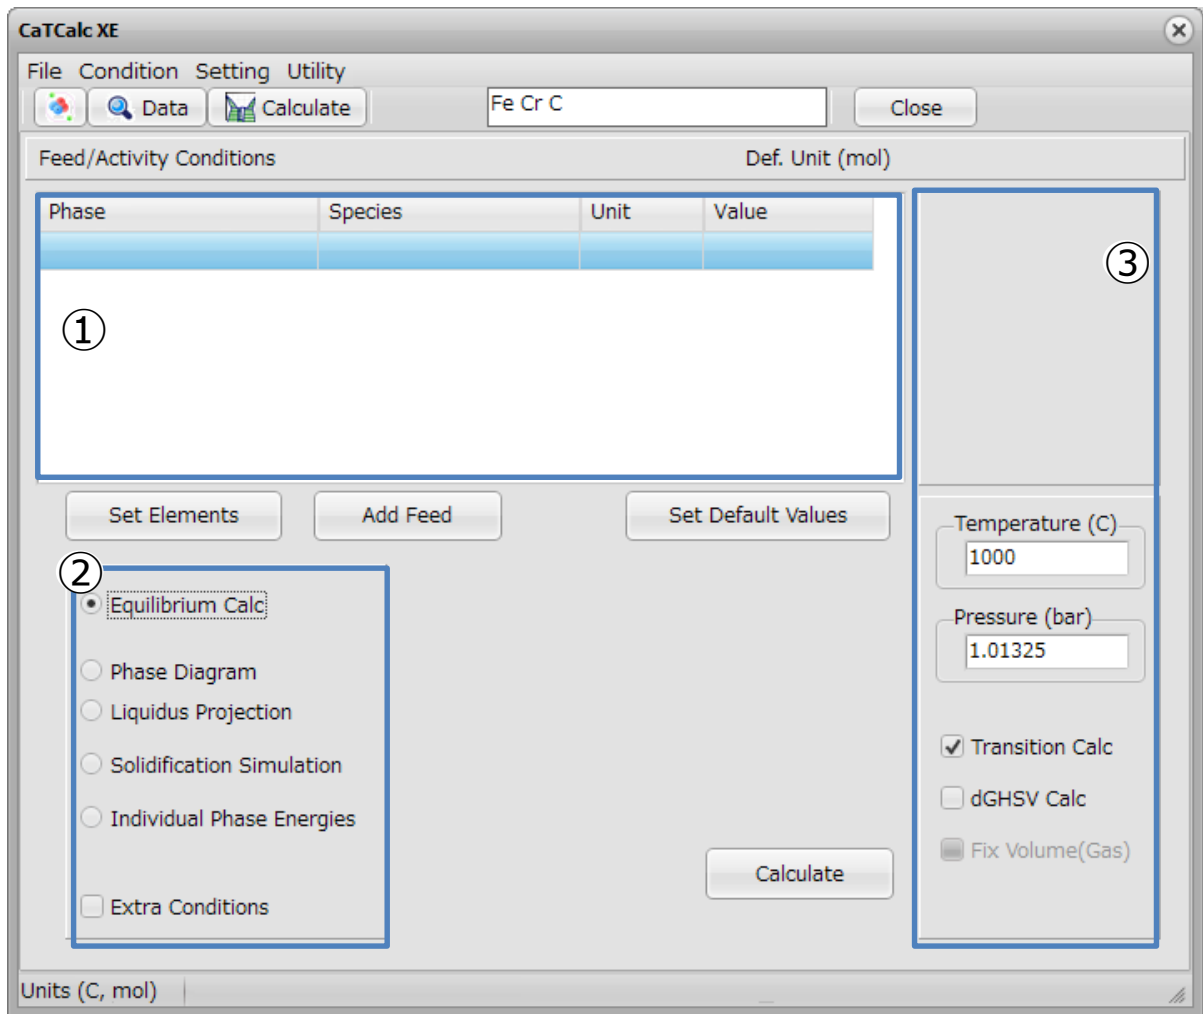 CaTCalc XE
File Condition Setting Utility
Data Calculate Fe Cr C Close
Feed/Activity Conditions Def. Unit (mol)
Phase Species Unit Value
③
①
Set Elements Add Feed Set Default Values
Temperature (C)
1000
②
Equilibrium Calc
Pressure (bar)
1.01325
Phase Diagram
Liquidus Projection
Transition Calc
Solidification Simulation
dGHSV Calc
Individual Phase Energies
Fix Volume(Gas)
Calculate
Extra Conditions
Units (C, mol)